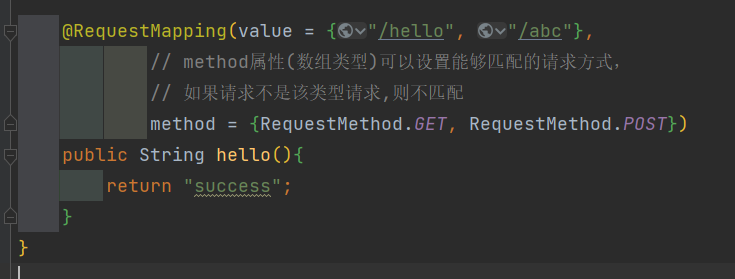 @RequestMapping(value = {"/hello", "/abc"},
// method属性(数组类型)可以设置能够匹配的请求方式，
// 如果请求不是该类型请求,则不匹配
method = {RequestMethod.GET, RequestMethod.POST})
public String hello(){
return "success";
}
}